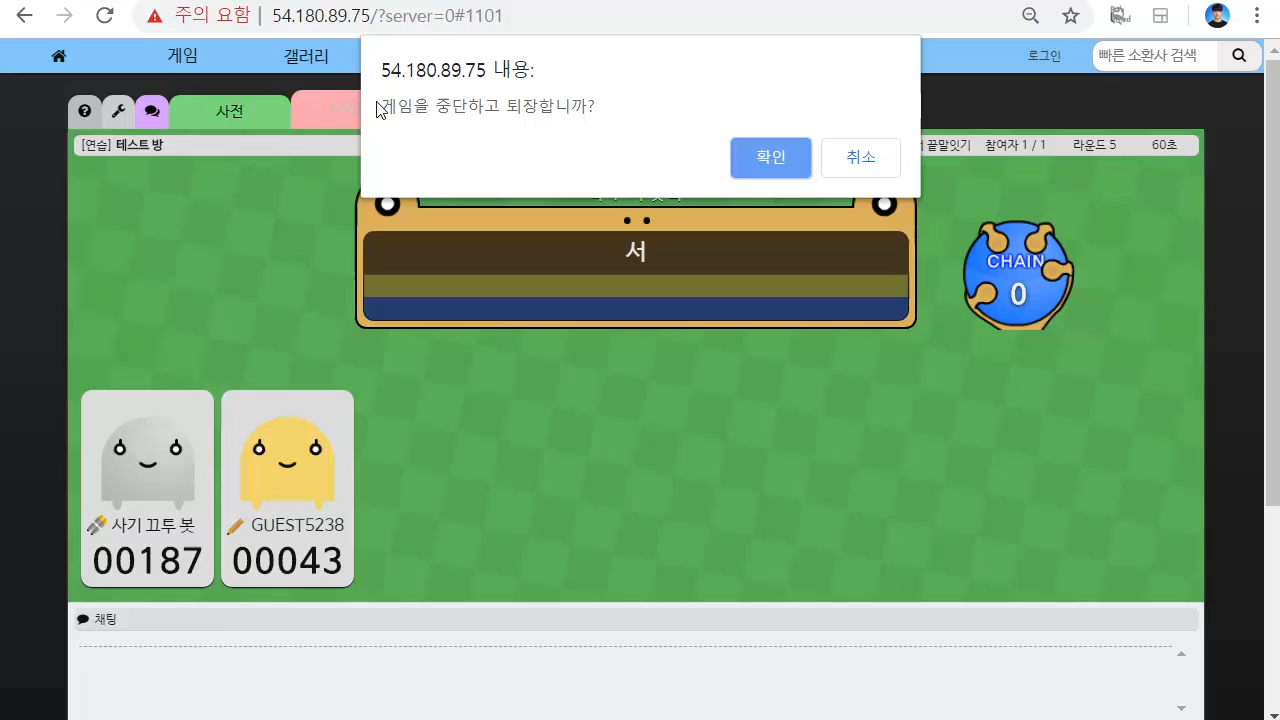 주의 요함 | 54.180.89.75/?server=0#1101
게임 갤러리 로그인 빠른 소환사 검색
54.180.89.75 내용:
게임을 중단하고 퇴장합니까?
확인 취소
사전
[연습] 테스트 방 끝말잇기 참여자 1 / 1 라운드 5 60초
서
CHAIN
0
사기 끄투 봇 GUEST5238
00187 00043
채팅